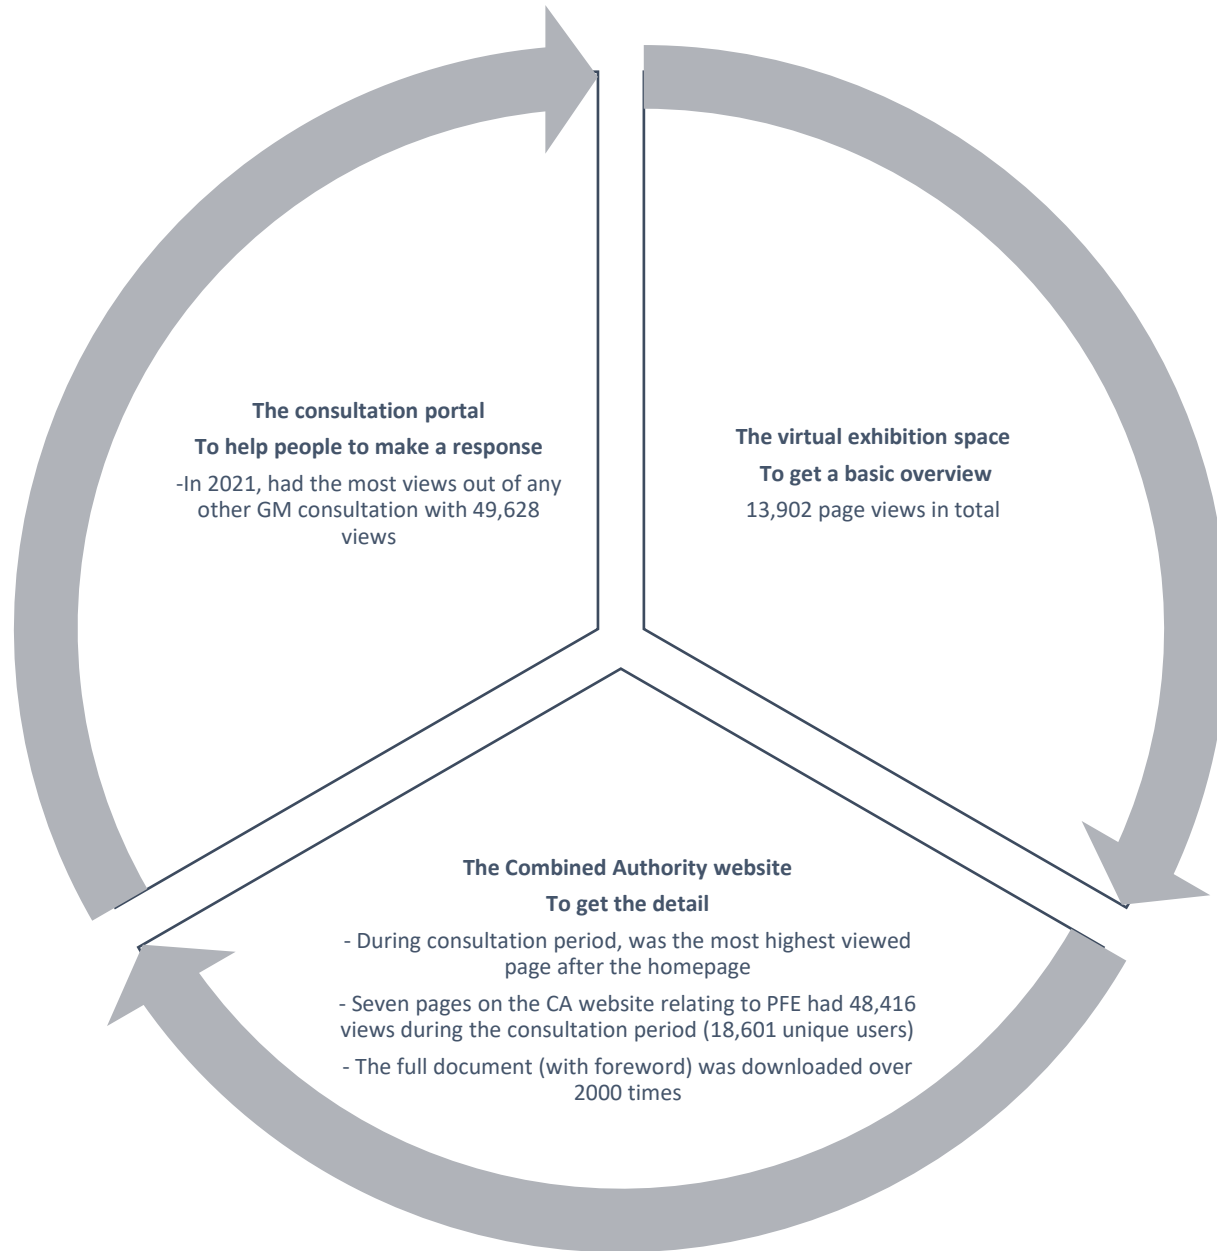 The consultation portal
To help people to make a response
-In 2021, had the most views out of any
other GM consultation with 49,628
views
The virtual exhibition space
To get a basic overview
13,902 page views in total
The Combined Authority website
To get the detail
- During consultation period, was the most highest viewed
page after the homepage
- Seven pages on the CA website relating to PFE had 48,416
views during the consultation period (18,601 unique users)
- The full document (with foreword) was downloaded over
2000 times